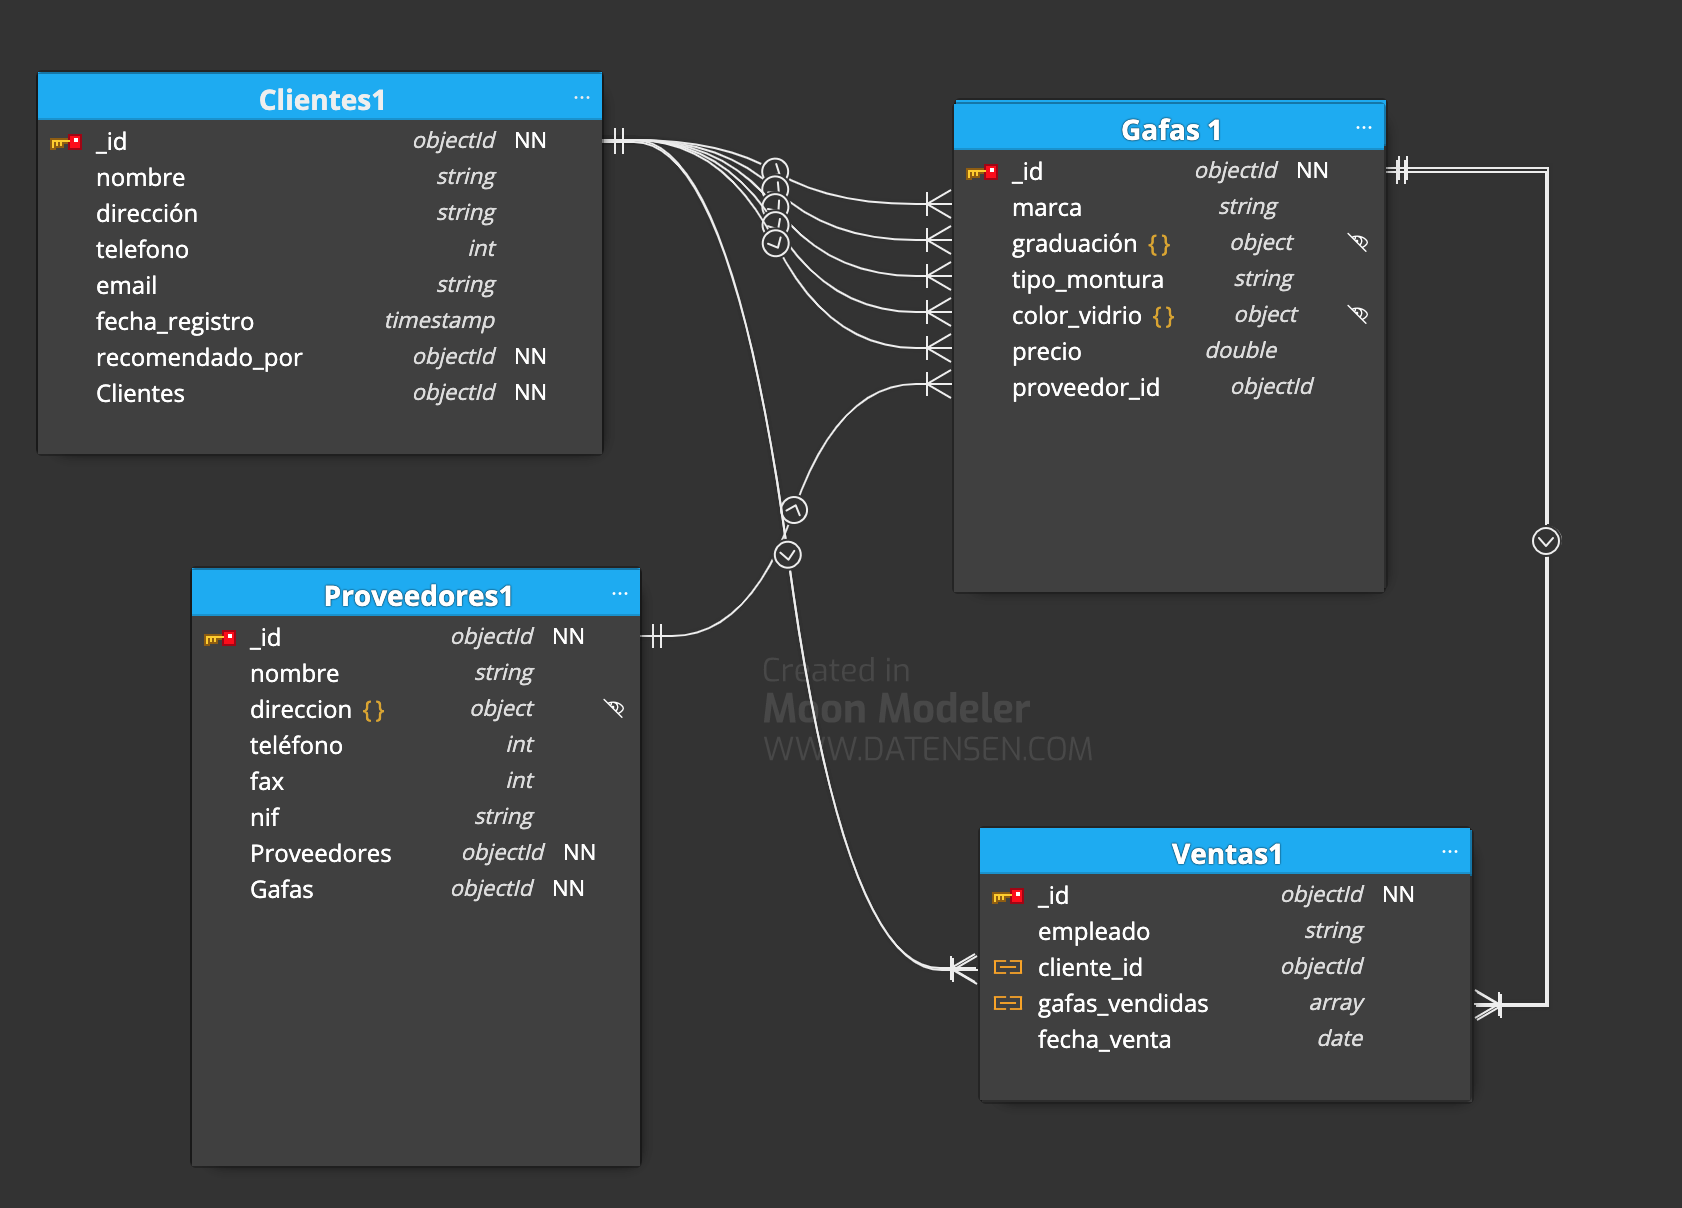 Clientes1 ...
_id objectId NN
nombre string
dirección string
telefono int
email string
fecha_registro timestamp
recomendado_por objectId NN
Clientes objectId NN
Gafas 1 ...
_id objectId NN
marca string
graduación {} object
tipo_montura string
color_vidrio {} object
precio double
proveedor_id objectId
Proveedores1 ...
_id objectId NN
nombre string
direccion {} object
teléfono int
fax int
nif string
Proveedores objectId NN
Gafas objectId NN
Created in
Moon Modeler
WWW.DATENSEN.COM
Ventas1 ...
_id objectId NN
empleado string
cliente_id objectId
gafas_vendidas array
fecha_venta date